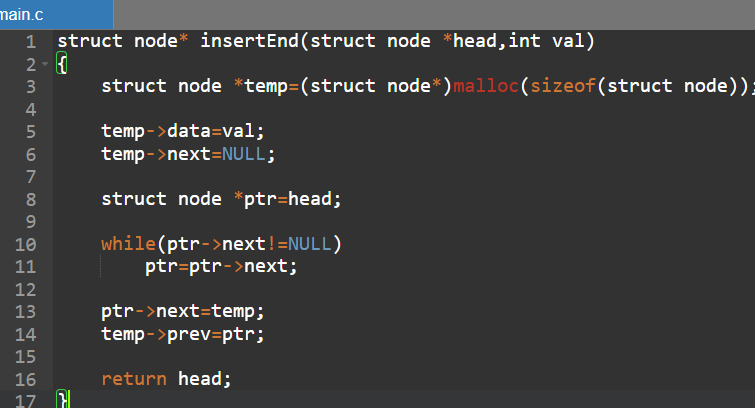 main.c
1 struct node* insertEnd(struct node *head,int val)
2 {
3 struct node *temp=(struct node*)malloc(sizeof(struct node));
4
5 temp->data=val;
6 temp->next=NULL;
7
8 struct node *ptr=head;
9
10 while(ptr->next!=NULL)
11 ptr=ptr->next;
12
13 ptr->next=temp;
14 temp->prev=ptr;
15
16 return head;
17 }